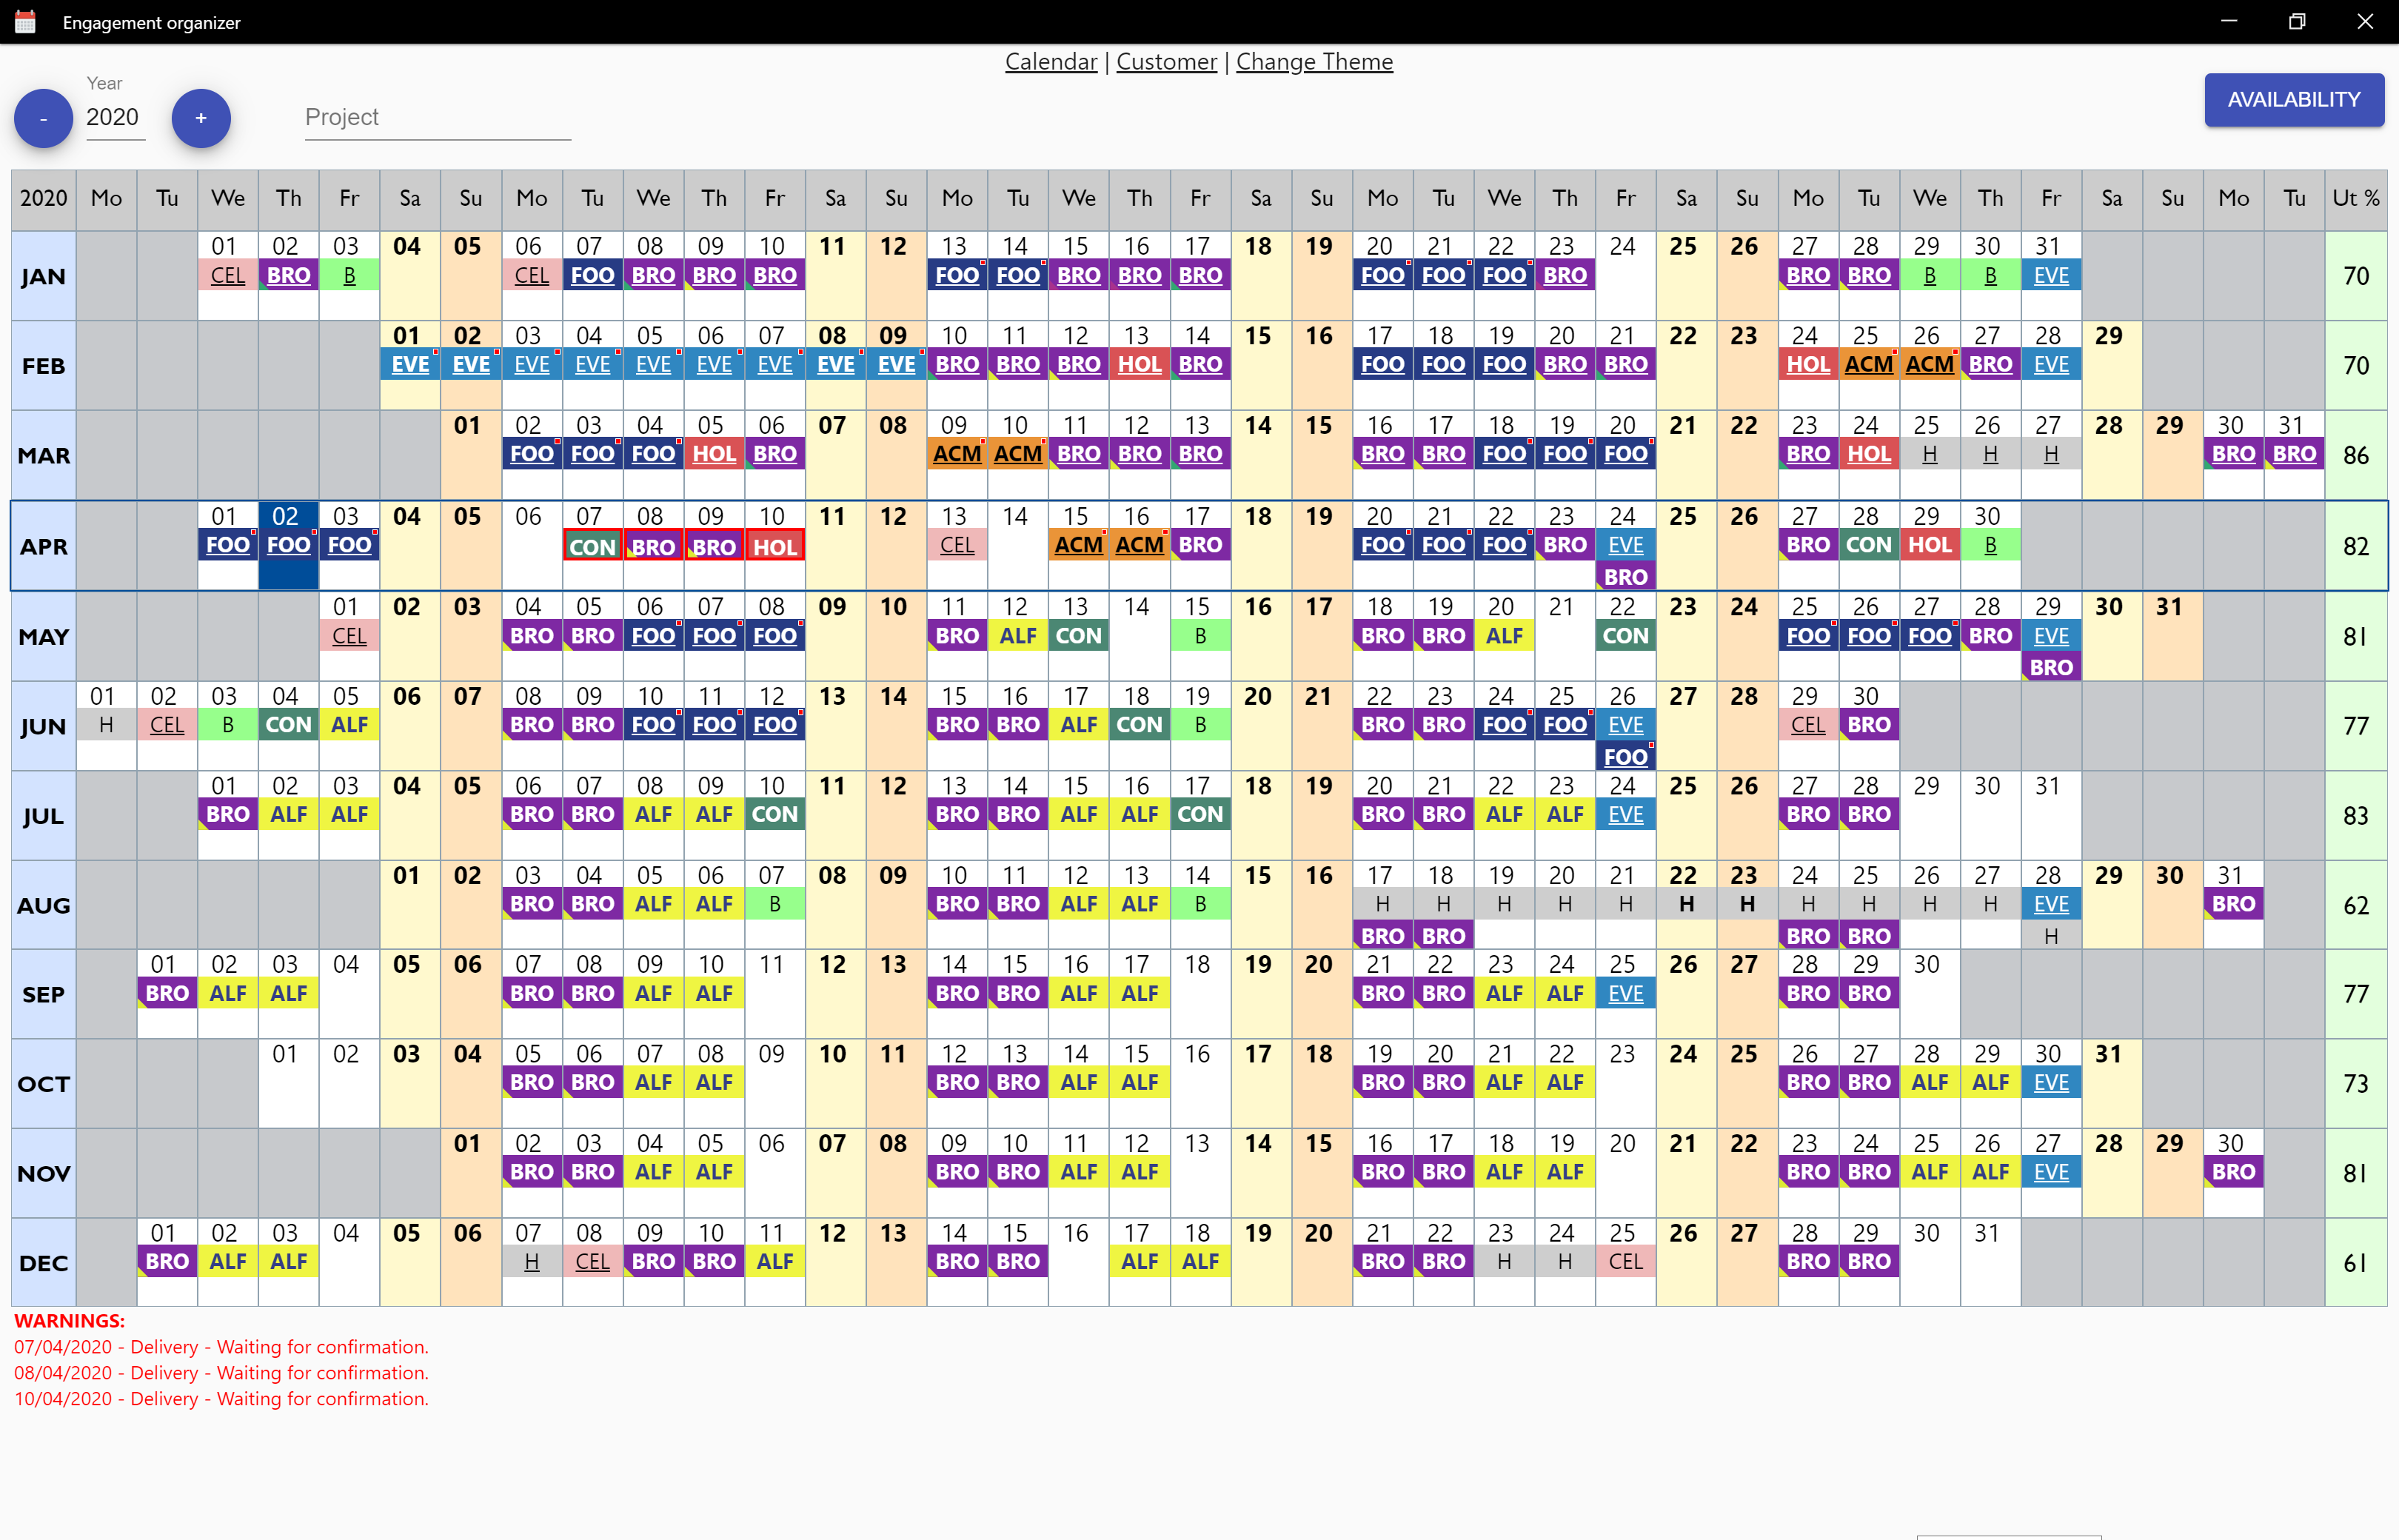 Engagement organizer
Calendar | Customer | Change Theme
Year
- 2020 + Project AVAILABILITY
2020 Mo Tu We Th Fr Sa Su Mo Tu We Th Fr Sa Su Mo Tu We Th Fr Sa Su Mo Tu We Th Fr Sa Su Mo Tu We Th Fr Sa Su Mo Tu Ut %
01 02 03 04 05 06 07 08 09 10 11 12 13 14 15 16 17 18 19 20 21 22 23 24 25 26 27 28 29 30 31
JAN CEL BRO B CEL FOO BRO BRO BRO FOO FOO BRO BRO BRO FOO FOO FOO BRO BRO BRO B B EVE 70
01 02 03 04 05 06 07 08 09 10 11 12 13 14 15 16 17 18 19 20 21 22 23 24 25 26 27 28 29
FEB EVE EVE EVE EVE EVE EVE EVE EVE EVE BRO BRO BRO HOL BRO FOO FOO FOO BRO BRO HOL ACM ACM BRO EVE 70
01 02 03 04 05 06 07 08 09 10 11 12 13 14 15 16 17 18 19 20 21 22 23 24 25 26 27 28 29 30 31
MAR FOO FOO FOO HOL BRO ACM ACM BRO BRO BRO BRO BRO FOO FOO FOO BRO HOL H H H BRO BRO 86
01 02 03 04 05 06 07 08 09 10 11 12 13 14 15 16 17 18 19 20 21 22 23 24 25 26 27 28 29 30
APR FOO FOO FOO CON BRO BRO HOL CEL ACM ACM BRO FOO FOO FOO BRO EVE BRO CON HOL B 82
BRO
01 02 03 04 05 06 07 08 09 10 11 12 13 14 15 16 17 18 19 20 21 22 23 24 25 26 27 28 29 30 31
MAY CEL BRO BRO FOO FOO FOO BRO ALF CON B BRO BRO ALF CON FOO FOO FOO BRO EVE 81
BRO
01 02 03 04 05 06 07 08 09 10 11 12 13 14 15 16 17 18 19 20 21 22 23 24 25 26 27 28 29 30
JUN H CEL B CON ALF BRO BRO FOO FOO FOO BRO BRO ALF CON B BRO BRO FOO FOO EVE CEL BRO 77
FOO
01 02 03 04 05 06 07 08 09 10 11 12 13 14 15 16 17 18 19 20 21 22 23 24 25 26 27 28 29 30 31
JUL BRO ALF ALF BRO BRO ALF ALF CON BRO BRO ALF ALF CON BRO BRO ALF ALF EVE BRO BRO 83
01 02 03 04 05 06 07 08 09 10 11 12 13 14 15 16 17 18 19 20 21 22 23 24 25 26 27 28 29 30 31
AUG BRO BRO ALF ALF B BRO BRO ALF ALF B H H H H H H H H H H H EVE BRO 62
BRO BRO BRO BRO H
01 02 03 04 05 06 07 08 09 10 11 12 13 14 15 16 17 18 19 20 21 22 23 24 25 26 27 28 29 30
SEP BRO ALF ALF BRO BRO ALF ALF BRO BRO ALF ALF BRO BRO ALF ALF EVE BRO BRO 77
01 02 03 04 05 06 07 08 09 10 11 12 13 14 15 16 17 18 19 20 21 22 23 24 25 26 27 28 29 30 31
OCT BRO BRO ALF ALF BRO BRO ALF ALF BRO BRO ALF ALF BRO BRO ALF ALF EVE 73
01 02 03 04 05 06 07 08 09 10 11 12 13 14 15 16 17 18 19 20 21 22 23 24 25 26 27 28 29 30
NOV BRO BRO ALF ALF BRO BRO ALF ALF BRO BRO ALF ALF BRO BRO ALF ALF EVE BRO 81
01 02 03 04 05 06 07 08 09 10 11 12 13 14 15 16 17 18 19 20 21 22 23 24 25 26 27 28 29 30 31
DEC BRO ALF ALF H CEL BRO BRO ALF BRO BRO ALF ALF BRO BRO H H CEL BRO BRO 61
WARNINGS:
07/04/2020 - Delivery - Waiting for confirmation.
08/04/2020 - Delivery - Waiting for confirmation.
10/04/2020 - Delivery - Waiting for confirmation.